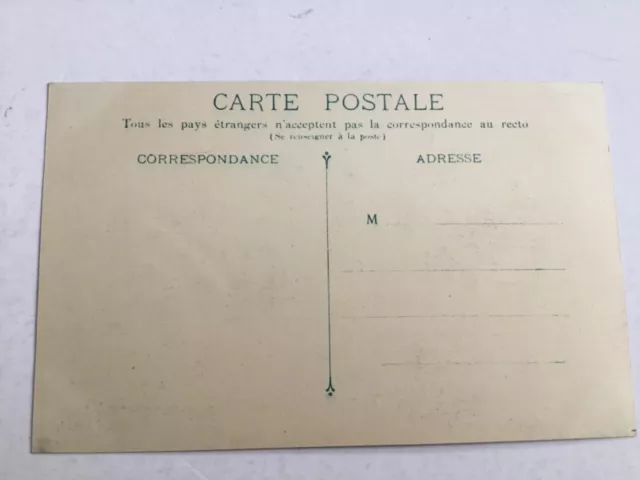 CARTE POSTALE
Tous les pays étrangers n'acceptent pas la correspondance au recto
(Se renseigner à la poste)
CORRESPONDANCE
ADRESSE
M